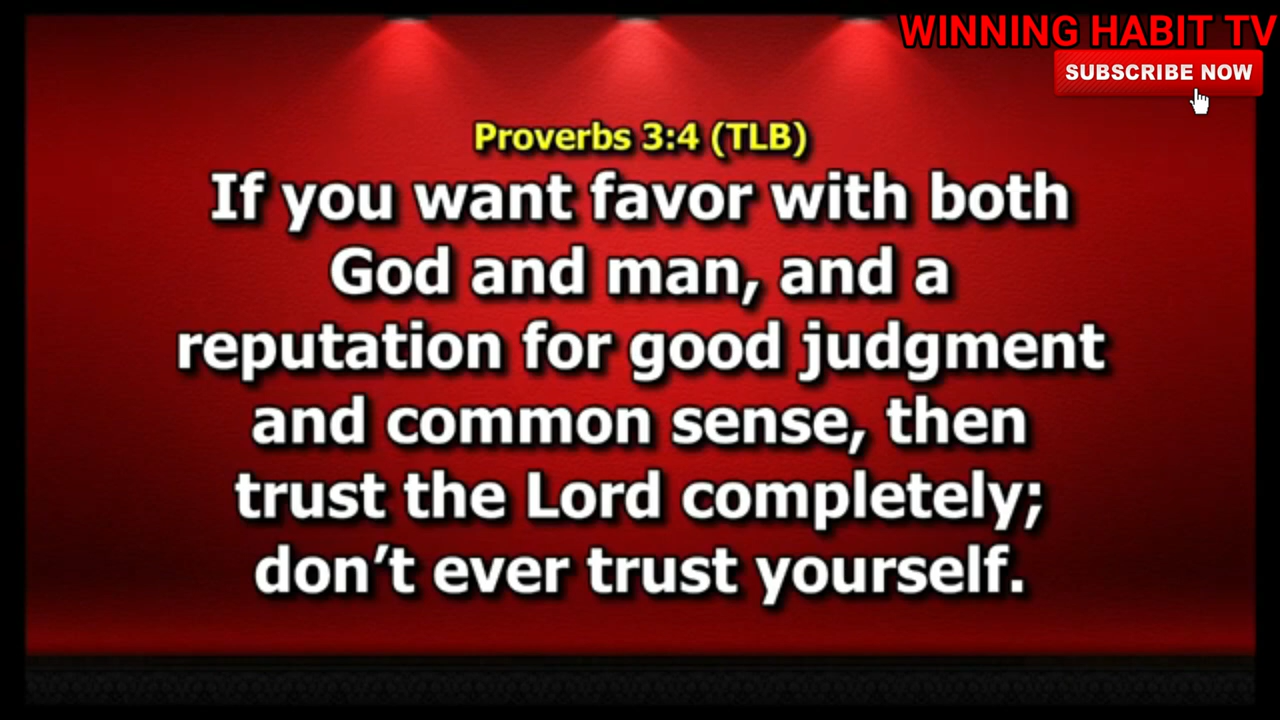 WINNING HABIT TV
SUBSCRIBE NOW
Proverbs 3:4 (TLB)
If you want favor with both
God and man, and a
reputation for good judgment
and common sense, then
trust the Lord completely;
don’t ever trust yourself.